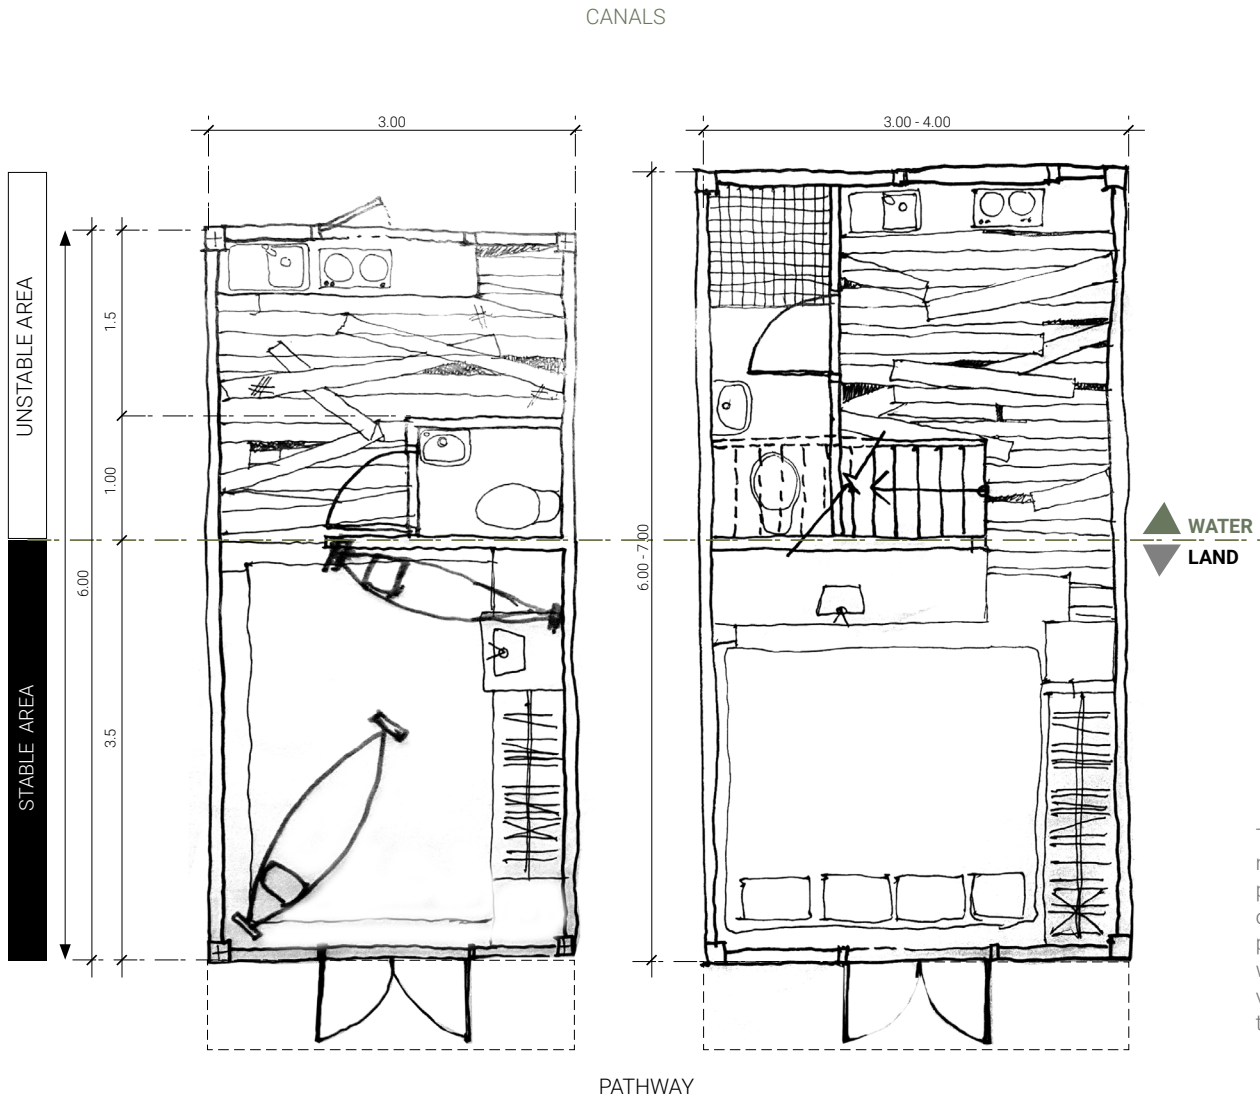 CANALS
3.00
3.00 - 4.00
UNSTABLE AREA
1.5
1.00
6.00
6.00 - 7.00
WATER
LAND
STABLE AREA
3.5
PATHWAY